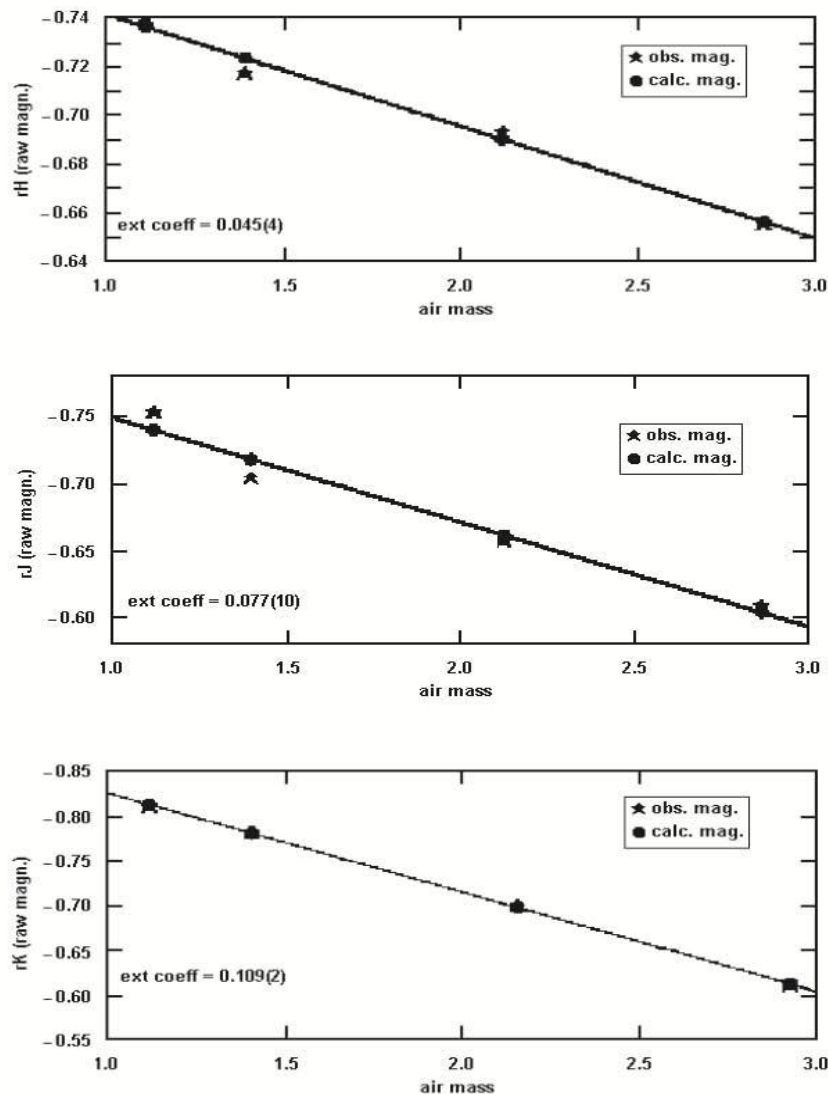 −0.74
−0.72
−0.70
−0.68
−0.66
−0.64
rH (raw magn.)
obs. mag.
calc. mag.
ext coeff = 0.045(4)
1.0 1.5 2.0 2.5 3.0
air mass
−0.75
−0.70
−0.65
−0.60
rJ (raw magn.)
obs. mag.
calc. mag.
ext coeff = 0.077(10)
1.0 1.5 2.0 2.5 3.0
air mass
−0.85
−0.80
−0.75
−0.70
−0.65
−0.60
−0.55
rK (raw magn.)
obs. mag.
calc. mag.
ext coeff = 0.109(2)
1.0 1.5 2.0 2.5 3.0
air mass